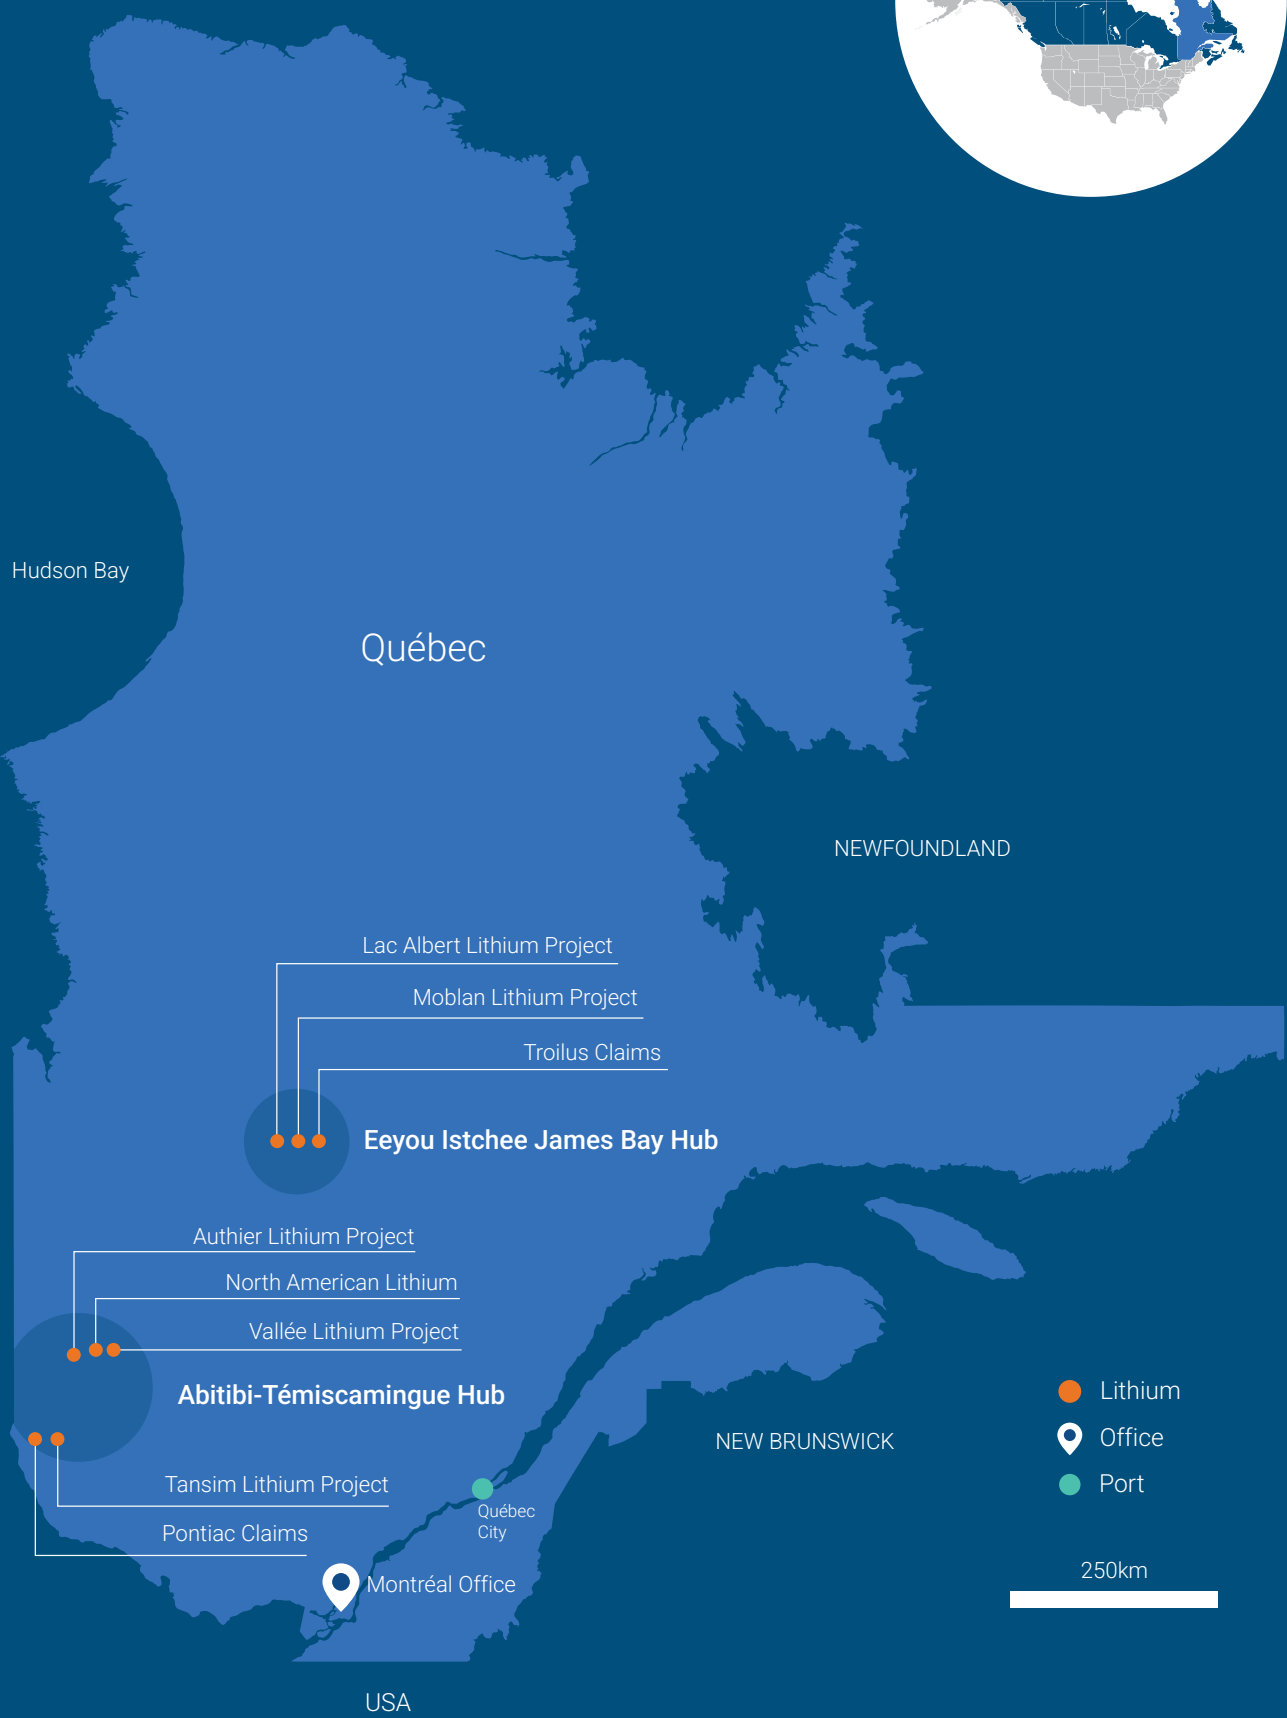 Hudson Bay
Québec
NEWFOUNDLAND
Lac Albert Lithium Project
Moblan Lithium Project
Troilus Claims
Eeyou Istchee James Bay Hub
Authier Lithium Project
North American Lithium
Vallée Lithium Project
Abitibi-Témiscamingue Hub
Tansim Lithium Project
Pontiac Claims
Québec
City
Montréal Office
NEW BRUNSWICK
Lithium
Office
Port
250km
USA